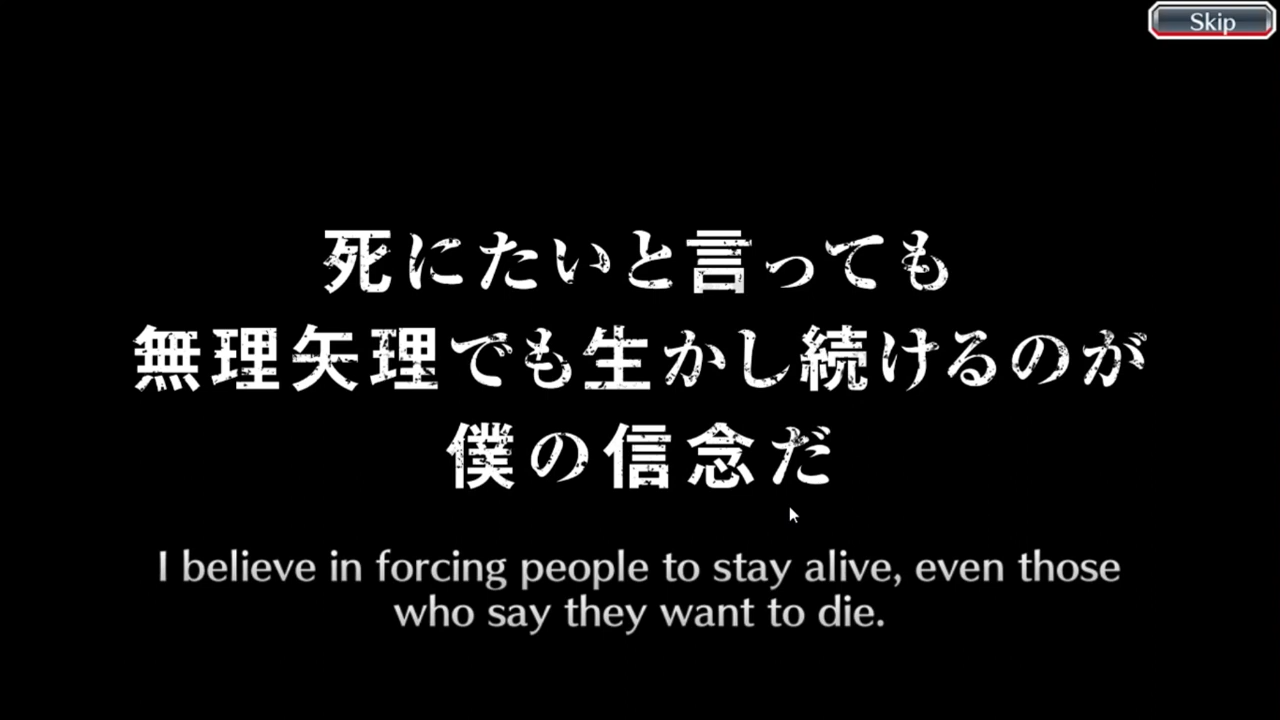 Skip
死にたいと言っても
無理矢理でも生かし続けるのが
僕の信念だ
I believe in forcing people to stay alive, even those
who say they want to die.